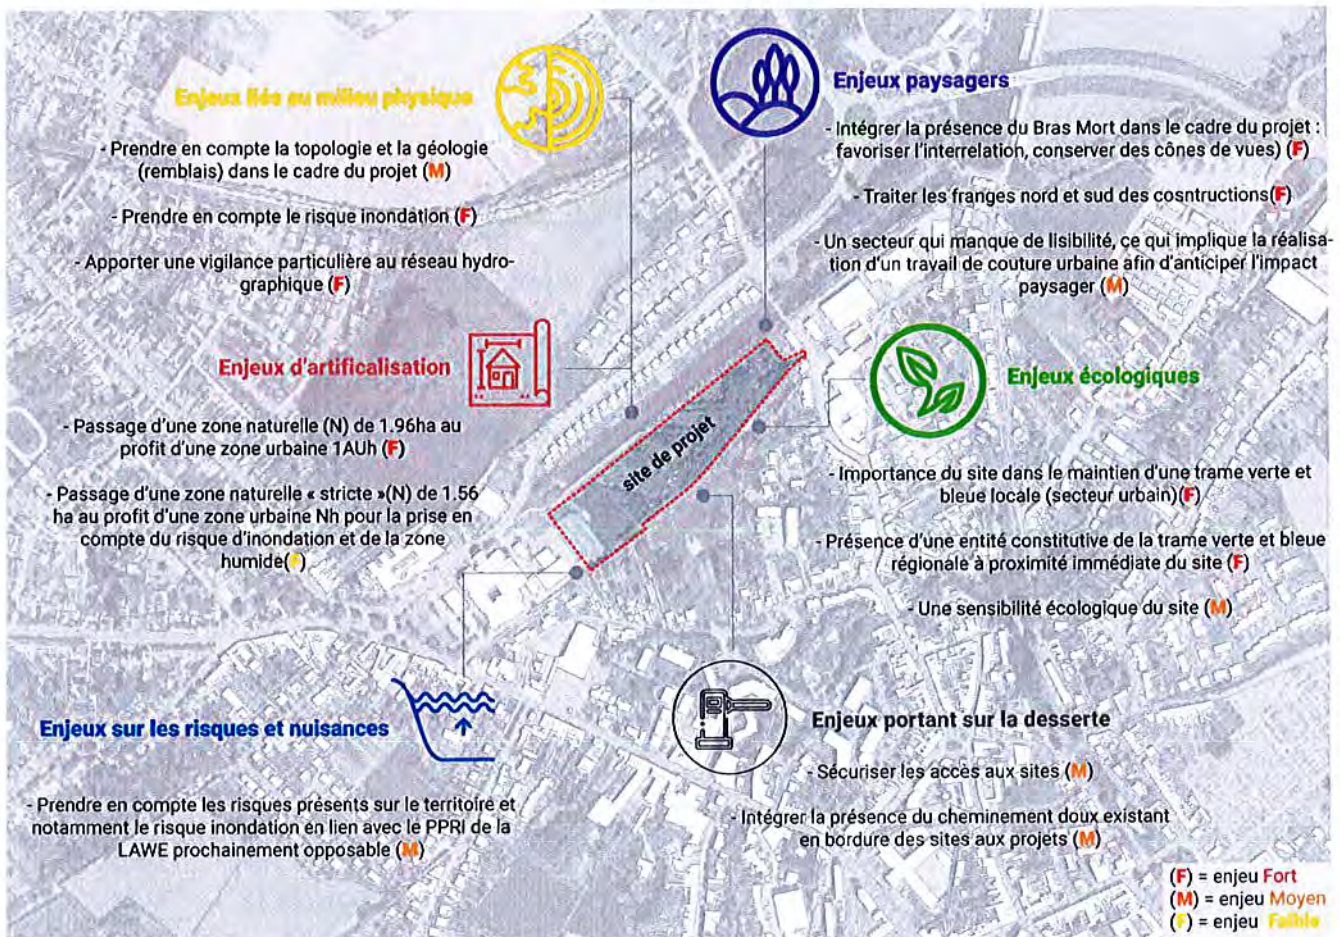 Enjeux liés au milieu physique
- Prendre en compte la topologie et la géologie
(remblais) dans le cadre du projet (M)
- Prendre en compte le risque inondation (F)
- Apporter une vigilance particulière au réseau hydro-
graphique (F)
Enjeux paysagers
- Intégrer la présence du Bras Mort dans le cadre du projet :
favoriser l'interrelation, conserver des cônes de vues) (F)
- Traiter les franges nord et sud des cosntructions(F)
- Un secteur qui manque de lisibilité, ce qui implique la réalisa-
tion d'un travail de couture urbaine afin d'anticiper l'impact
paysager (M)
Enjeux d'artificalisation
- Passage d'une zone naturelle (N) de 1.96ha au
profit d'une zone urbaine 1AUh (F)
- Passage d'une zone naturelle « stricte »(N) de 1.56
ha au profit d'une zone urbaine Nh pour la prise en
compte du risque d'inondation et de la zone
humide(F)
site de projet
Enjeux écologiques
- Importance du site dans le maintien d'une trame verte et
bleue locale (secteur urbain)(F)
- Présence d'une entité constitutive de la trame verte et bleue
régionale à proximité immédiate du site (F)
- Une sensibilité écologique du site (M)
Enjeux sur les risques et nuisances
- Prendre en compte les risques présents sur le territoire et
notamment le risque inondation en lien avec le PPRI de la
LAWE prochainement opposable (M)
Enjeux portant sur la desserte
- Sécuriser les accès aux sites (M)
- Intégrer la présence du cheminement doux existant
en bordure des sites aux projets (M)
(F) = enjeu Fort
(M) = enjeu Moyen
(F) = enjeu Faible